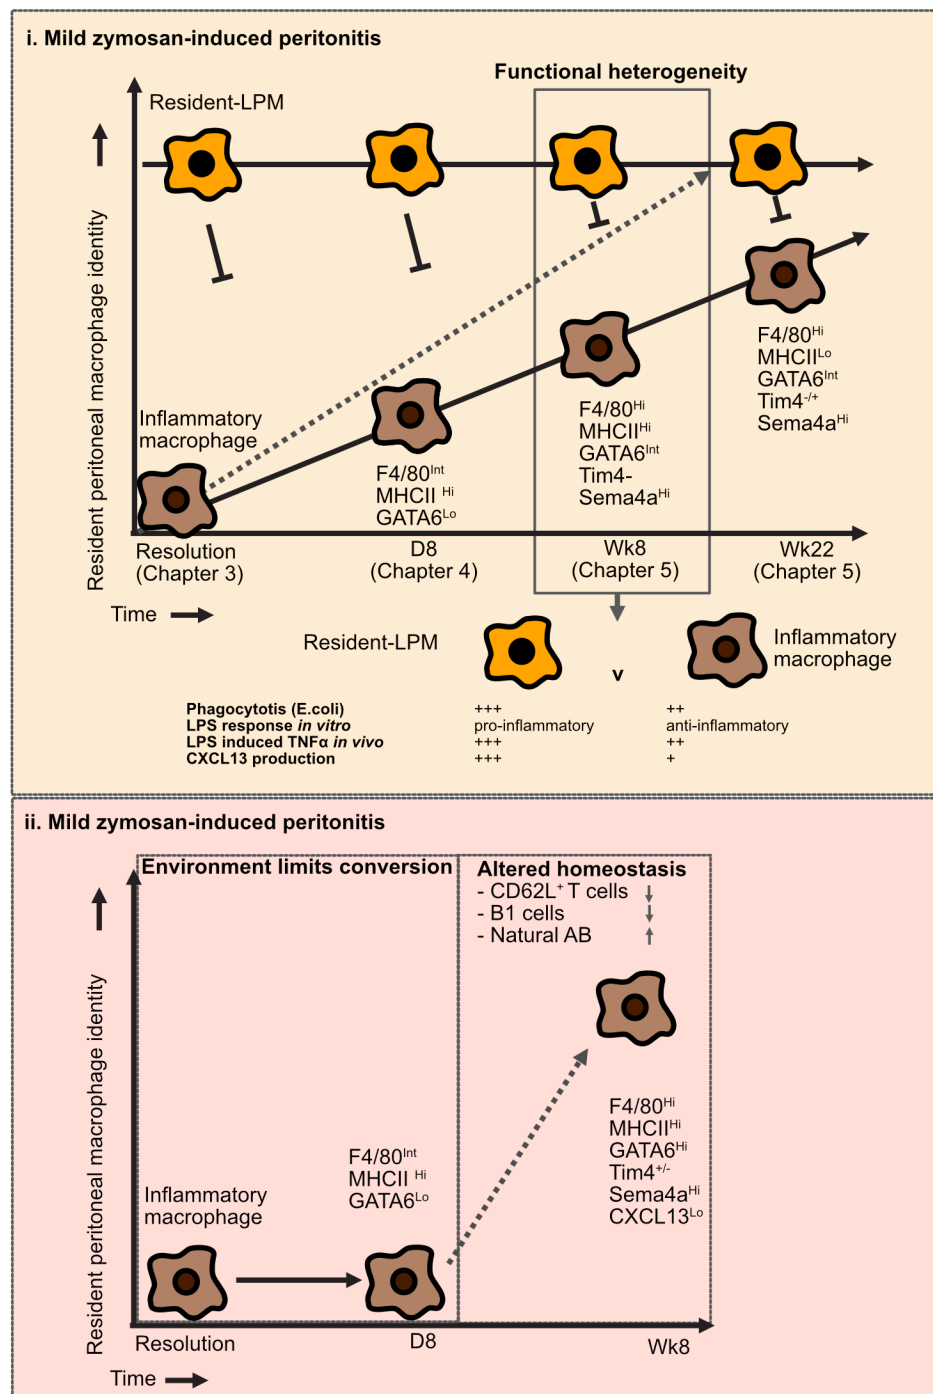 i. Mild zymosan-induced peritonitis
Functional heterogeneity
Resident-LPM
Resident peritoneal macrophage identity
Inflammatory
macrophage
F4/80Int
MHCII Hi
GATA6Lo
F4/80Hi
MHCIIHi
GATA6Int
Tim4-
Sema4aHi
F4/80Hi
MHCIILo
GATA6Int
Tim4-/+
Sema4aHi
Resolution
(Chapter 3)
D8
(Chapter 4)
Wk8
(Chapter 5)
Wk22
(Chapter 5)
Time
Resident-LPM
v
Inflammatory
macrophage
Phagocytotis (E.coli) +++ ++
LPS response in vitro pro-inflammatory anti-inflammatory
LPS induced TNFα in vivo +++ ++
CXCL13 production +++ +
ii. Mild zymosan-induced peritonitis
Environment limits conversion
Altered homeostasis
- CD62L+ T cells
- B1 cells
- Natural AB
Resident peritoneal macrophage identity
Inflammatory
macrophage
F4/80Int
MHCII Hi
GATA6Lo
F4/80Hi
MHCIIHi
GATA6Hi
Tim4+/-
Sema4aHi
CXCL13Lo
Resolution
D8
Wk8
Time